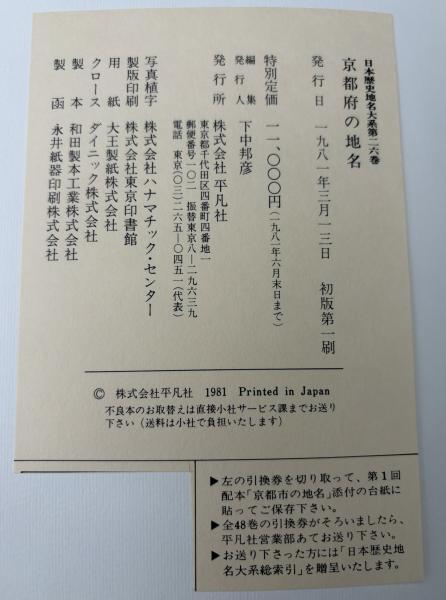 日本歴史地名大系第二六巻
京都府の地名
発行日 一九八一年三月一三日 初版第一刷
特別定価 一一、〇〇〇円(一九八一年六月末日まで)
編集
発行人 下中邦彦
発行所 株式会社 平凡社
東京都千代田区四番町四番地一
郵便番号一〇二 振替東京八―二九六三九
電話 東京(〇三)二六五―〇四五一(代表)
写真植字 株式会社ハナマチック・センター
製版印刷 株式会社東京印書館
用紙 大王製紙株式会社
クロース ダイニック株式会社
製本 和田製本工業株式会社
製函 永井紙器印刷株式会社
© 株式会社平凡社 1981 Printed in Japan
不良本のお取替えは直接小社サービス課までお送り
下さい(送料は小社で負担いたします)
▶左の引換券を切り取って、第1回
配本「京都市の地名」添付の台紙に
貼ってご保存下さい。
▶全48巻の引換券がそろいましたら、
平凡社営業部あてお送り下さい。
▶お送り下さった方には「日本歴史地
名大系総索引」を贈呈いたします。